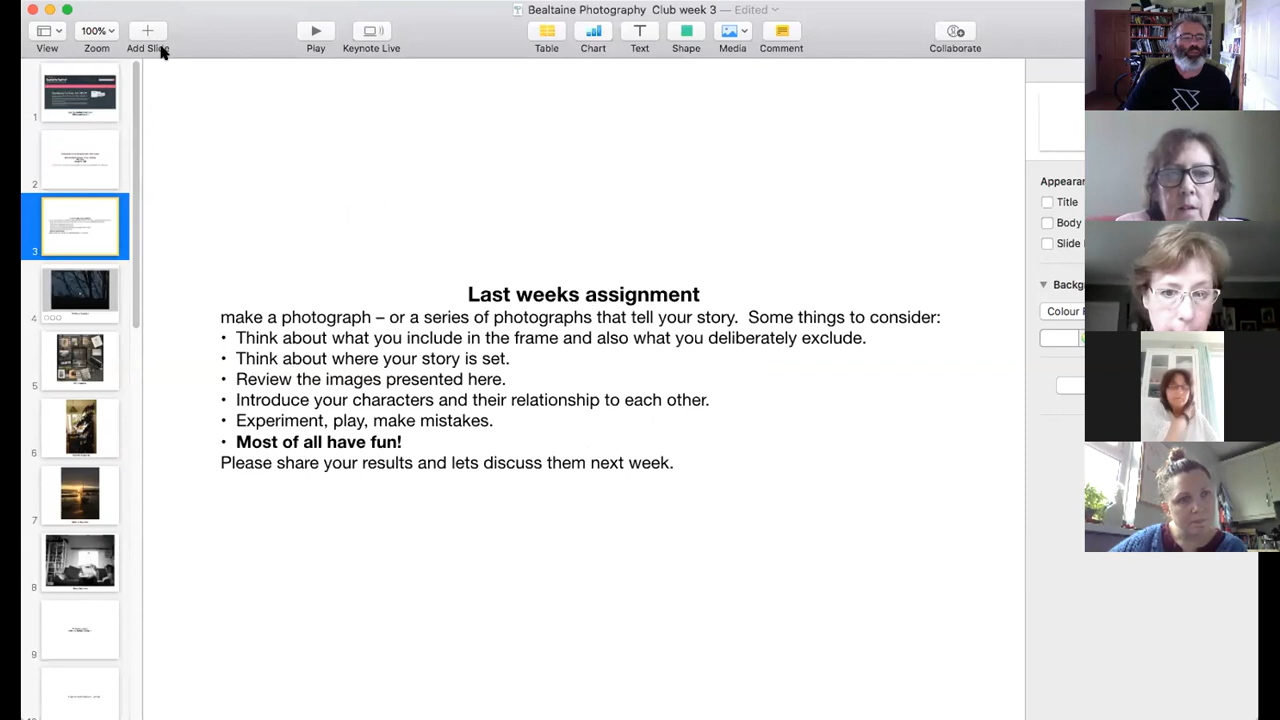 Bealtaine Photography Club week 3 — Edited
100%
View
Zoom
Add Slide
Play
Keynote Live
Table
Chart
Text
Shape
Media
Comment
Collaborate
1
2
3
4
5
6
7
8
9
Last weeks assignment
make a photograph – or a series of photographs that tell your story. Some things to consider:
• Think about what you include in the frame and also what you deliberately exclude.
• Think about where your story is set.
• Review the images presented here.
• Introduce your characters and their relationship to each other.
• Experiment, play, make mistakes.
• Most of all have fun!
Please share your results and lets discuss them next week.
Title
Body
Slide